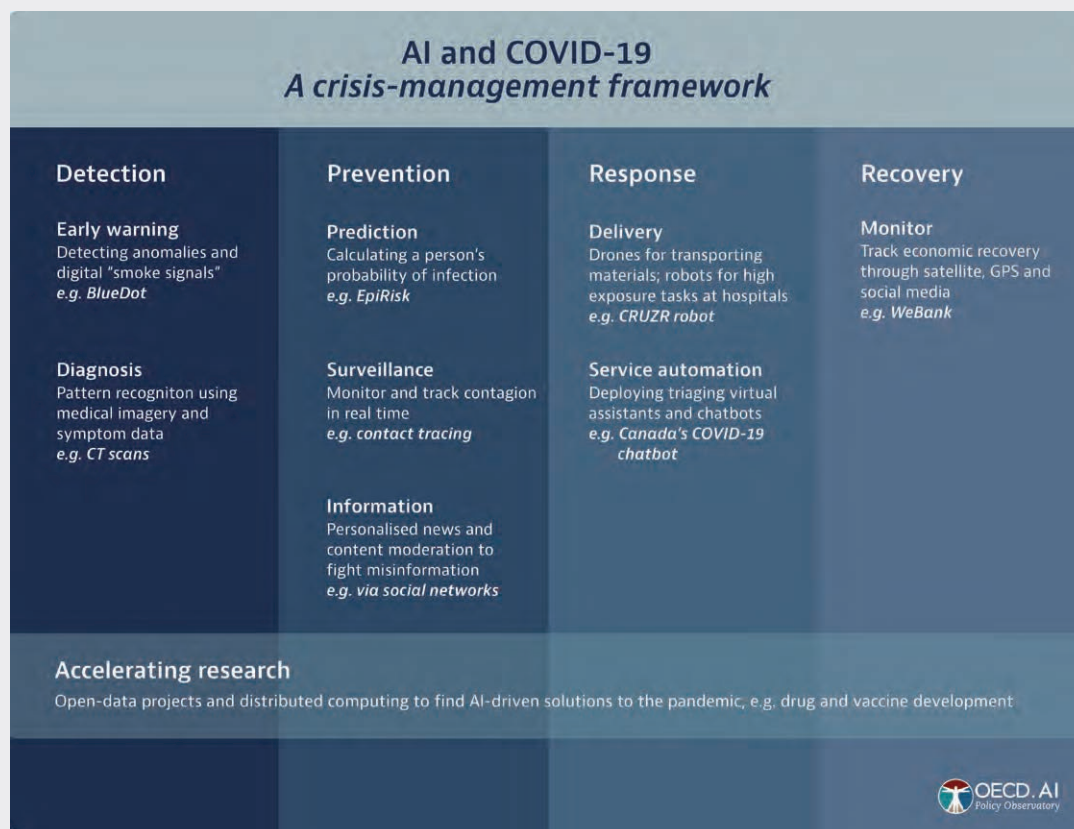 AI and COVID-19
A crisis-management framework
Detection
Early warning
Detecting anomalies and
digital "smoke signals"
e.g. BlueDot
Diagnosis
Pattern recogniton using
medical imagery and
symptom data
e.g. CT scans
Prevention
Prediction
Calculating a person's
probability of infection
e.g. EpiRisk
Surveillance
Monitor and track contagion
in real time
e.g. contact tracing
Information
Personalised news and
content moderation to
fight misinformation
e.g. via social networks
Response
Delivery
Drones for transporting
materials; robots for high
exposure tasks at hospitals
e.g. CRUZR robot
Service automation
Deploying triaging virtual
assistants and chatbots
e.g. Canada's COVID-19
chatbot
Recovery
Monitor
Track economic recovery
through satellite, GPS and
social media
e.g. WeBank
Accelerating research
Open-data projects and distributed computing to find AI-driven solutions to the pandemic, e.g. drug and vaccine development
OECD.AI
Policy Observatory